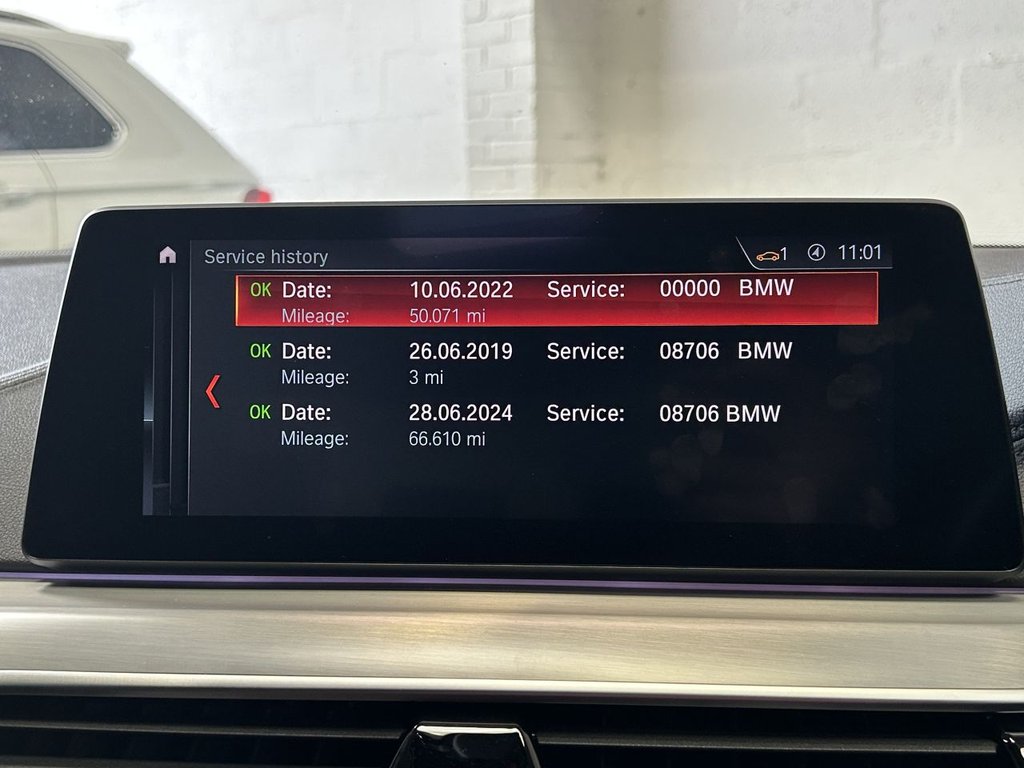 Service history 1 11:01
OK Date: 10.06.2022 Service: 00000 BMW
Mileage: 50.071 mi
OK Date: 26.06.2019 Service: 08706 BMW
Mileage: 3 mi
OK Date: 28.06.2024 Service: 08706 BMW
Mileage: 66.610 mi